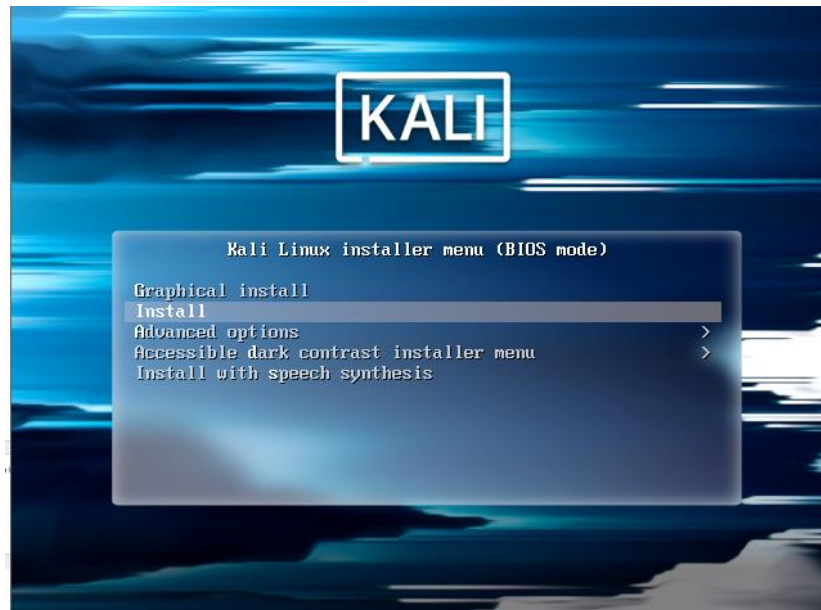 KALI
Kali Linux installer menu (BIOS mode)
Graphical install
Install
Advanced options >
Accessible dark contrast installer menu >
Install with speech synthesis